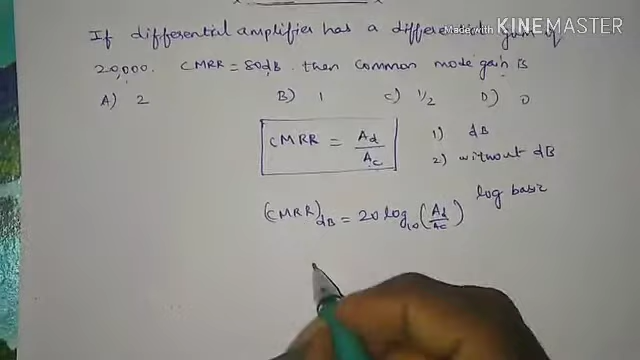 Made with KINEMASTER
If differential amplifier has a differential gain of
20,000. CMRR = 80dB. then common mode gain is
A) 2 B) 1 C) 1/2 D) 0
CMRR = Ad/Ac 1) dB
2) without dB
(CMRR)dB = 20 log10 (Ad/Ac) log basic